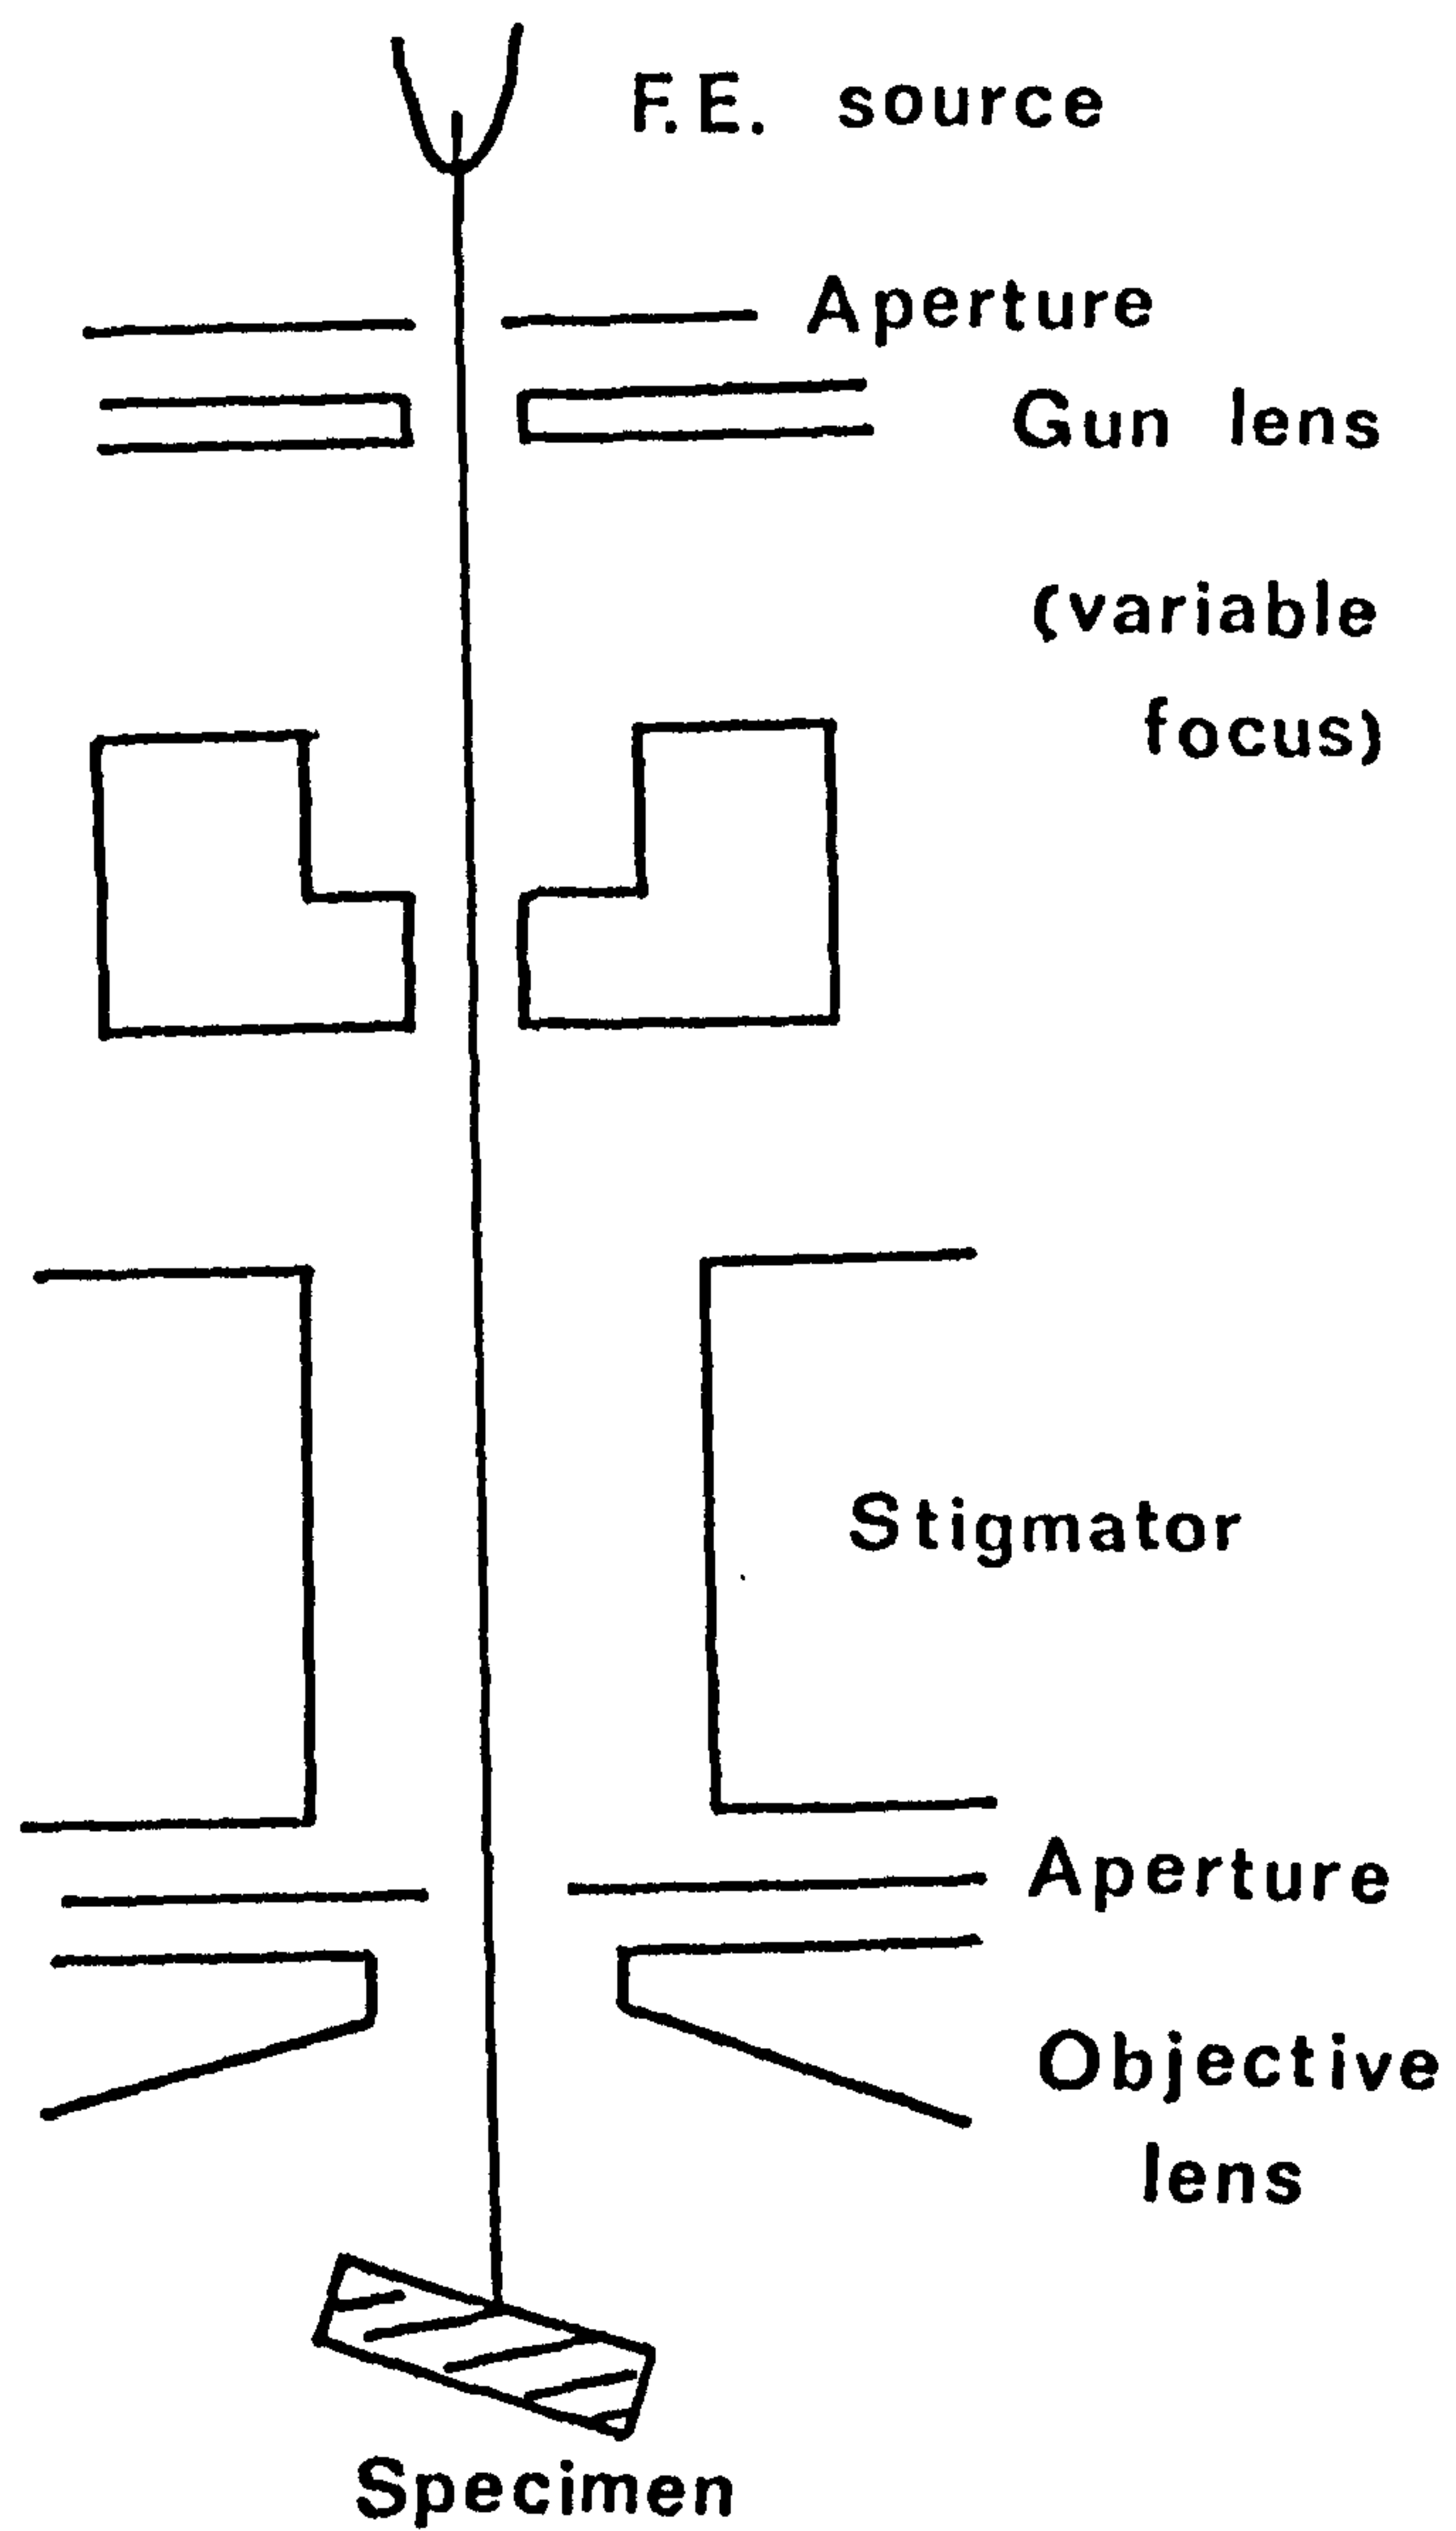 F.E. source
Aperture
Gun lens
(variable
focus)
Stigmator
Aperture
Objective
lens
Specimen